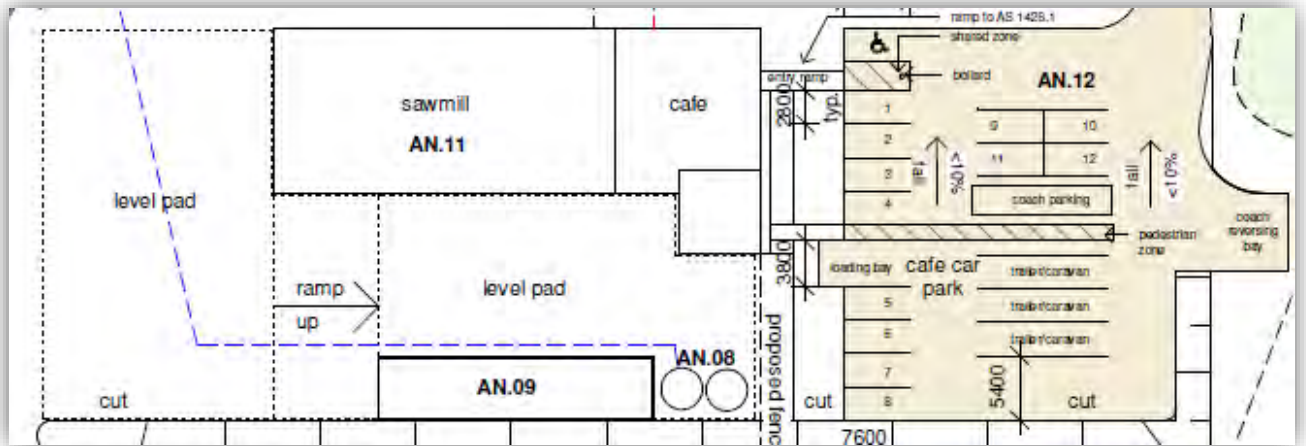 ramp to AS 1428.1
shared zone
bollard
entry ramp
AN.12
sawmill
cafe
AN.11
2800
typ.
1
2
3
4
9
10
11
12
fall
<10%
fall
<10%
coach parking
level pad
coach
reversing
bay
pedestrian
zone
3800
loading bay
cafe car
park
trailer/caravan
trailer/caravan
trailer/caravan
ramp
up
level pad
5
6
7
8
AN.08
AN.09
proposed fenc
cut
cut
5400
cut
7600